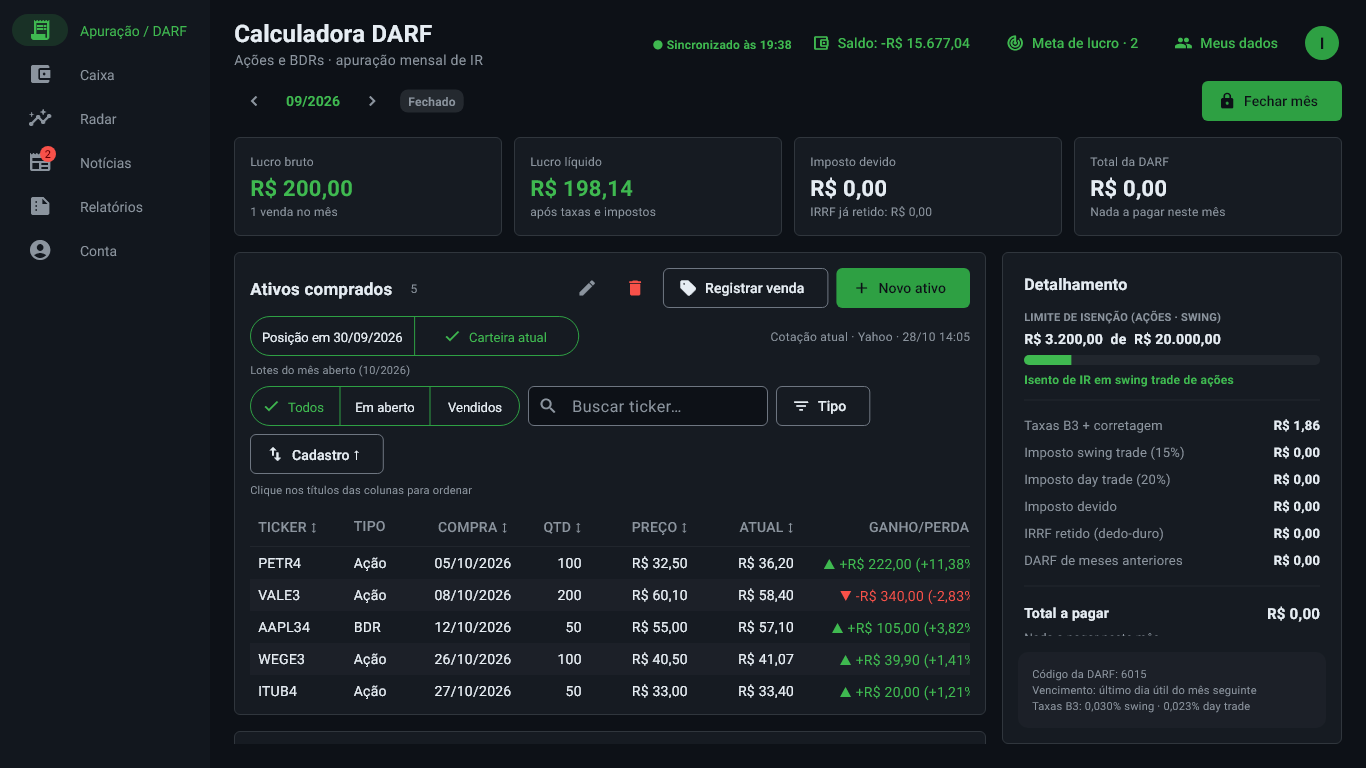 Apuração / DARF
Caixa
Radar
2
Notícias
Relatórios
Conta
Calculadora DARF
Ações e BDRs · apuração mensal de IR
Sincronizado às 19:38
Saldo: -R$ 15.677,04
Meta de lucro · 2
Meus dados
I
09/2026
Fechado
Fechar mês
Lucro bruto
R$ 200,00
1 venda no mês
Lucro líquido
R$ 198,14
após taxas e impostos
Imposto devido
R$ 0,00
IRRF já retido: R$ 0,00
Total da DARF
R$ 0,00
Nada a pagar neste mês
Ativos comprados 5
Registrar venda
+ Novo ativo
Posição em 30/09/2026
Carteira atual
Cotação atual · Yahoo · 28/10 14:05
Lotes do mês aberto (10/2026)
Todos
Em aberto
Vendidos
Buscar ticker...
Tipo
Cadastro ↑
Clique nos títulos das colunas para ordenar
TICKER ↕ TIPO COMPRA ↕ QTD ↕ PREÇO ↕ ATUAL ↕ GANHO/PERDA
PETR4 Ação 05/10/2026 100 R$ 32,50 R$ 36,20 ▲ +R$ 222,00 (+11,38%
VALE3 Ação 08/10/2026 200 R$ 60,10 R$ 58,40 ▼ -R$ 340,00 (-2,83%
AAPL34 BDR 12/10/2026 50 R$ 55,00 R$ 57,10 ▲ +R$ 105,00 (+3,82%
WEGE3 Ação 26/10/2026 100 R$ 40,50 R$ 41,07 ▲ +R$ 39,90 (+1,41%
ITUB4 Ação 27/10/2026 50 R$ 33,00 R$ 33,40 ▲ +R$ 20,00 (+1,21%
Detalhamento
LIMITE DE ISENÇÃO (AÇÕES · SWING)
R$ 3.200,00 de R$ 20.000,00
Isento de IR em swing trade de ações
Taxas B3 + corretagem R$ 1,86
Imposto swing trade (15%) R$ 0,00
Imposto day trade (20%) R$ 0,00
Imposto devido R$ 0,00
IRRF retido (dedo-duro) R$ 0,00
DARF de meses anteriores R$ 0,00
Total a pagar R$ 0,00
Código da DARF: 6015
Vencimento: último dia útil do mês seguinte
Taxas B3: 0,030% swing · 0,023% day trade